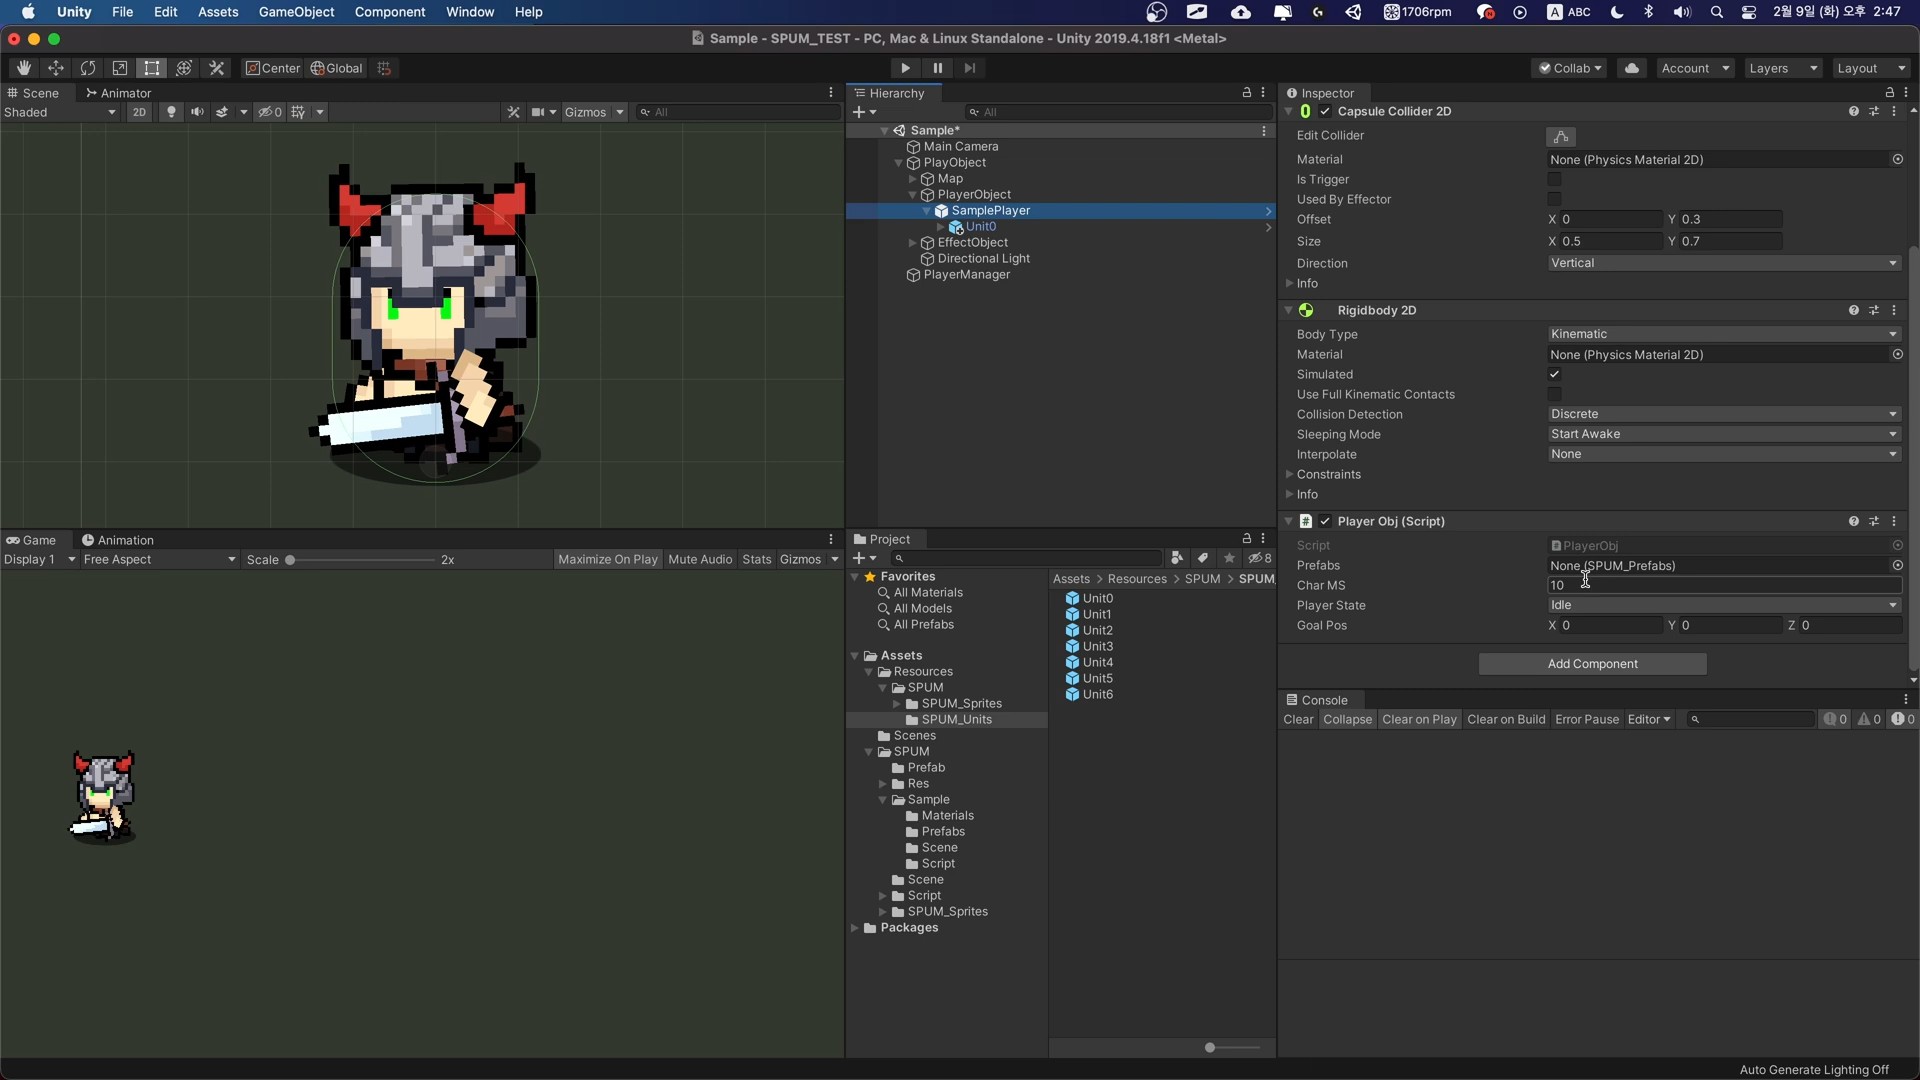 Unity File Edit Assets GameObject Component Window Help 1706rpm A ABC 2월 9일 (화) 오후 2:47
Sample - SPUM_TEST - PC, Mac & Linux Standalone - Unity 2019.4.18f1 <Metal>
Center Global Collab Account Layers Layout
Scene Animator
Shaded 2D 0 Gizmos All
Hierarchy
All
Sample*
Main Camera
PlayObject
Map
PlayerObject
SamplePlayer
Unit0
EffectObject
Directional Light
PlayerManager
Inspector
Capsule Collider 2D
Edit Collider
Material None (Physics Material 2D)
Is Trigger
Used By Effector
Offset X 0 Y 0.3
Size X 0.5 Y 0.7
Direction Vertical
Info
Rigidbody 2D
Body Type Kinematic
Material None (Physics Material 2D)
Simulated
Use Full Kinematic Contacts
Collision Detection Discrete
Sleeping Mode Start Awake
Interpolate None
Constraints
Info
Player Obj (Script)
Script PlayerObj
Prefabs None (SPUM_Prefabs)
Char MS 10
Player State Idle
Goal Pos X 0 Y 0 Z 0
Add Component
Game Animation
Display 1 Free Aspect Scale 2x Maximize On Play Mute Audio Stats Gizmos
Project
8
Favorites
All Materials
All Models
All Prefabs
Assets
Resources
SPUM
SPUM_Sprites
SPUM_Units
Scenes
SPUM
Prefab
Res
Sample
Materials
Prefabs
Scene
Script
Scene
Script
SPUM_Sprites
Packages
Assets > Resources > SPUM > SPUM_
Unit0
Unit1
Unit2
Unit3
Unit4
Unit5
Unit6
Console
Clear Collapse Clear on Play Clear on Build Error Pause Editor 0 0 0
Auto Generate Lighting Off